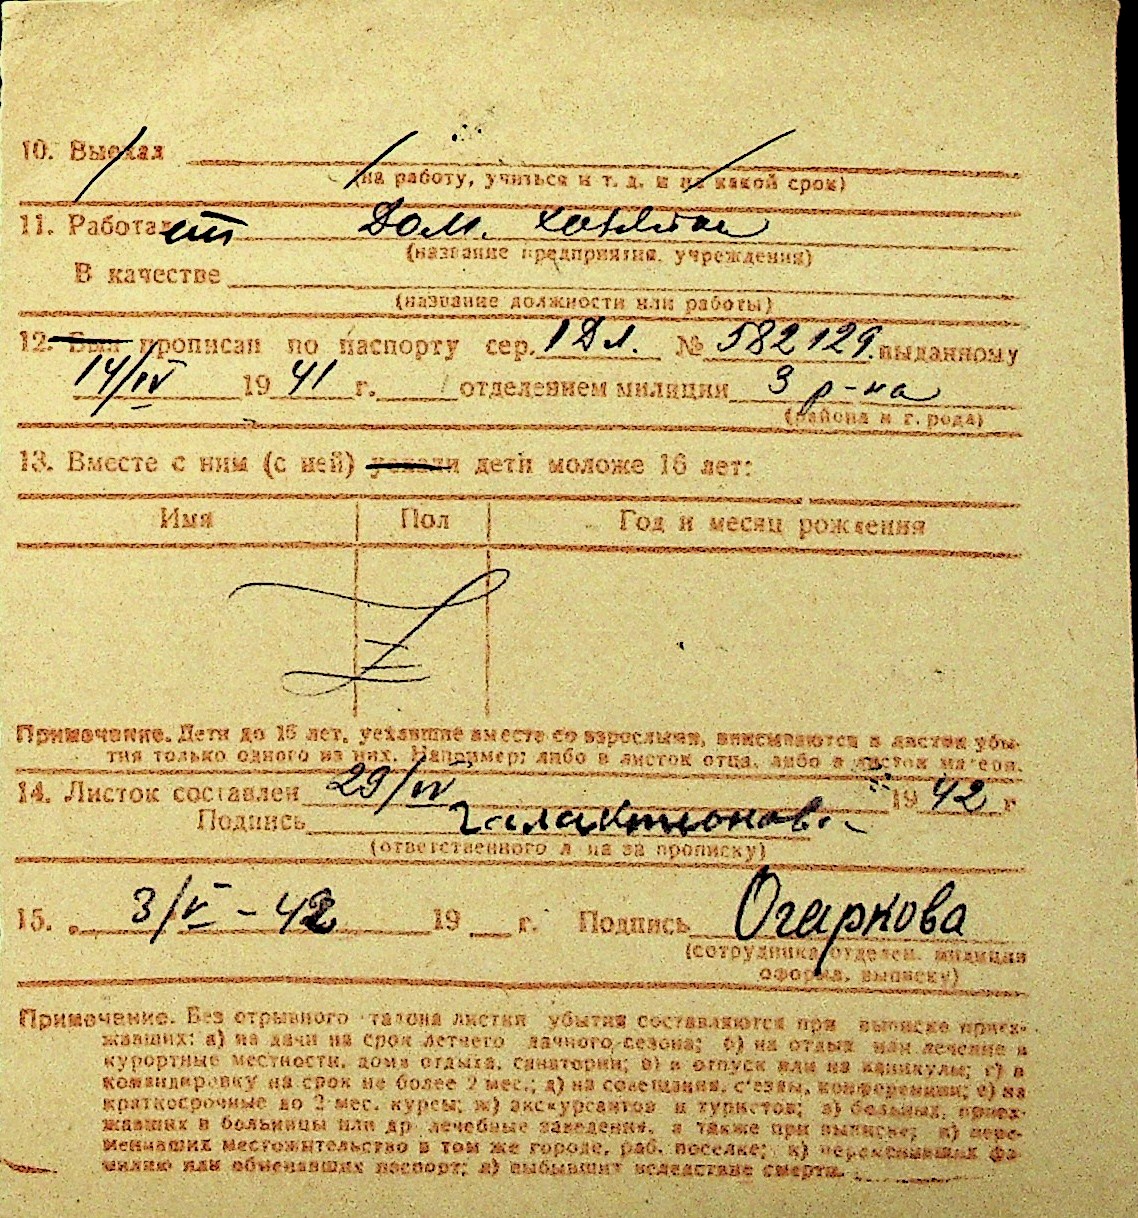 10. Выехал
(на работу, учиться и т. д. и на какой срок)
11. Работает Дом. хозяйка
(название предприятия, учреждения)
В качестве
(название должности или работы)
12. Был прописан по паспорту сер. 1 Дл. № 582129. выданному
14/IV 1941 г. отделением милиции 3 р-на
(района и города)
13. Вместе с ним (с ней) уехали дети моложе 16 лет:
Имя Пол Год и месяц рождения
Примечание. Дети до 16 лет, уехавшие вместе со взрослыми, вписываются в листок убы-
тия только одного из них. Например: либо в листок отца, либо в листок матери.
14. Листок составлен 29/IV 1942 г
Подпись Галактионова
(ответственного лица за прописку)
15. 3/V - 42 19 г. Подпись Огаркова
(сотрудника отделен. милиции
оформ. выписку)
Примечание. Без отрывного талона листки убытия составляются при выписке приез-
жавших: а) на дачи на срок летнего дачного сезона; б) на отдых или лечение в
курортные местности, дома отдыха, санатории; в) в отпуск или на каникулы; г) в
командировку на срок не более 2 мес.; д) на совещания, с'езды, конференции; е) на
краткосрочные до 2 мес. курсы; ж) экскурсантов и туристов; з) больных, приез-
жавших в больницы или др лечебные заведения, а также при выписке; и) пере-
менивших местожительство в том же городе, раб. поселке; к) переменивших фа-
милию или обменявших паспорт; л) выбывших вследствие смерти.